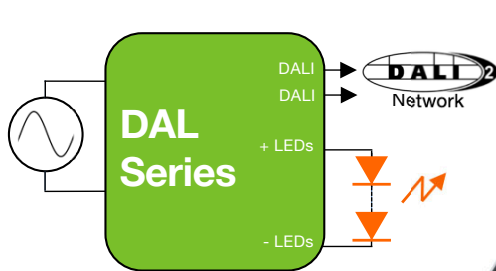 DALI
DALI
DALI 2
Network
DAL
Series
+ LEDs
- LEDs